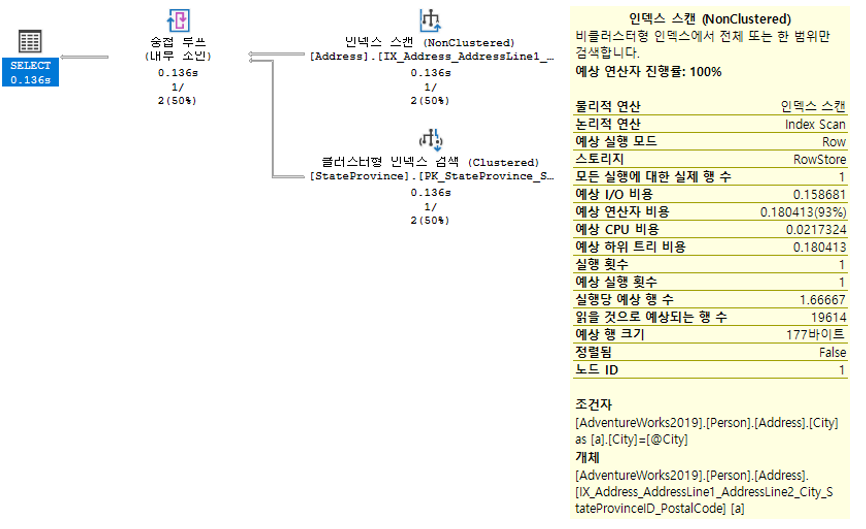 SELECT
0.136s
중첩 루프
(내부 조인)
0.136s
1/
2(50%)
인덱스 스캔 (NonClustered)
[Address].[IX_Address_AddressLine1_…
0.136s
1/
2(50%)
클러스터형 인덱스 검색 (Clustered)
[StateProvince].[PK_StateProvince_S…
0.136s
1/
2(50%)
인덱스 스캔 (NonClustered)
비클러스터형 인덱스에서 전체 또는 한 범위만
검색합니다.
예상 연산자 진행률: 100%
물리적 연산 인덱스 스캔
논리적 연산 Index Scan
예상 실행 모드 Row
스토리지 RowStore
모든 실행에 대한 실제 행 수 1
예상 I/O 비용 0.158681
예상 연산자 비용 0.180413(93%)
예상 CPU 비용 0.0217324
예상 하위 트리 비용 0.180413
실행 횟수 1
예상 실행 횟수 1
실행당 예상 행 수 1.66667
읽을 것으로 예상되는 행 수 19614
예상 행 크기 177바이트
정렬됨 False
노드 ID 1
조건자
[AdventureWorks2019].[Person].[Address].[City]
as [a].[City]=[@City]
개체
[AdventureWorks2019].[Person].[Address].
[IX_Address_AddressLine1_AddressLine2_City_S
tateProvinceID_PostalCode] [a]